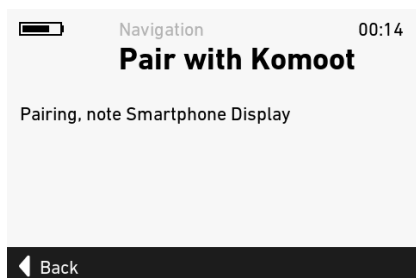 Navigation
00:14
Pair with Komoot
Pairing, note Smartphone Display
Back